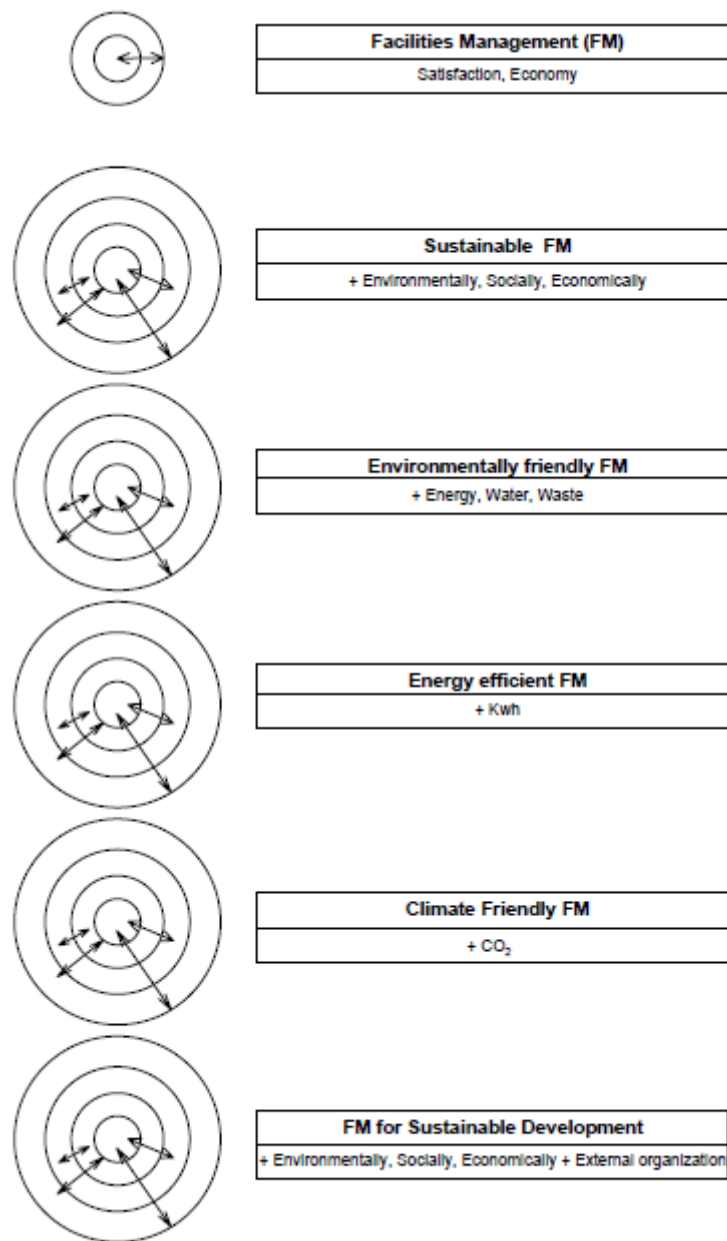 Facilities Management (FM)
Satisfaction, Economy
Sustainable FM
+ Environmentally, Socially, Economically
Environmentally friendly FM
+ Energy, Water, Waste
Energy efficient FM
+ Kwh
Climate Friendly FM
+ CO₂
FM for Sustainable Development
+ Environmentally, Socially, Economically + External organization